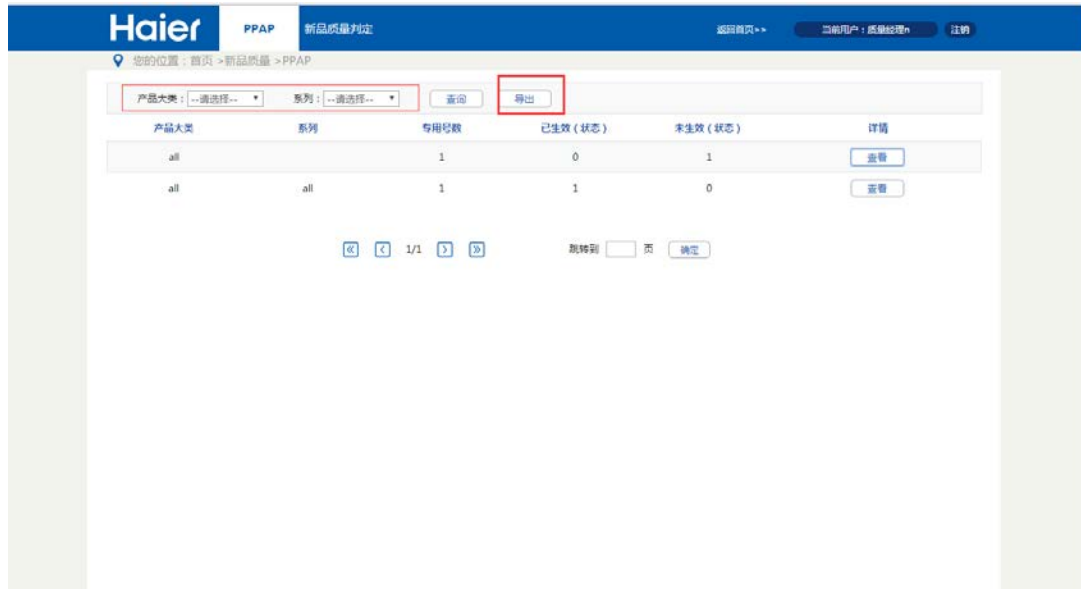 Haier PPAP 新品质量判定 返回首页>> 当前用户：质量经理n 注销
您的位置：首页 >新品质量 >PPAP
产品大类： --请选择-- 系列： --请选择-- 查询 导出
产品大类 系列 专用号数 已生效（状态） 未生效（状态） 详情
all 1 0 1 查看
all all 1 1 0 查看
1/1 跳转到 页 确定